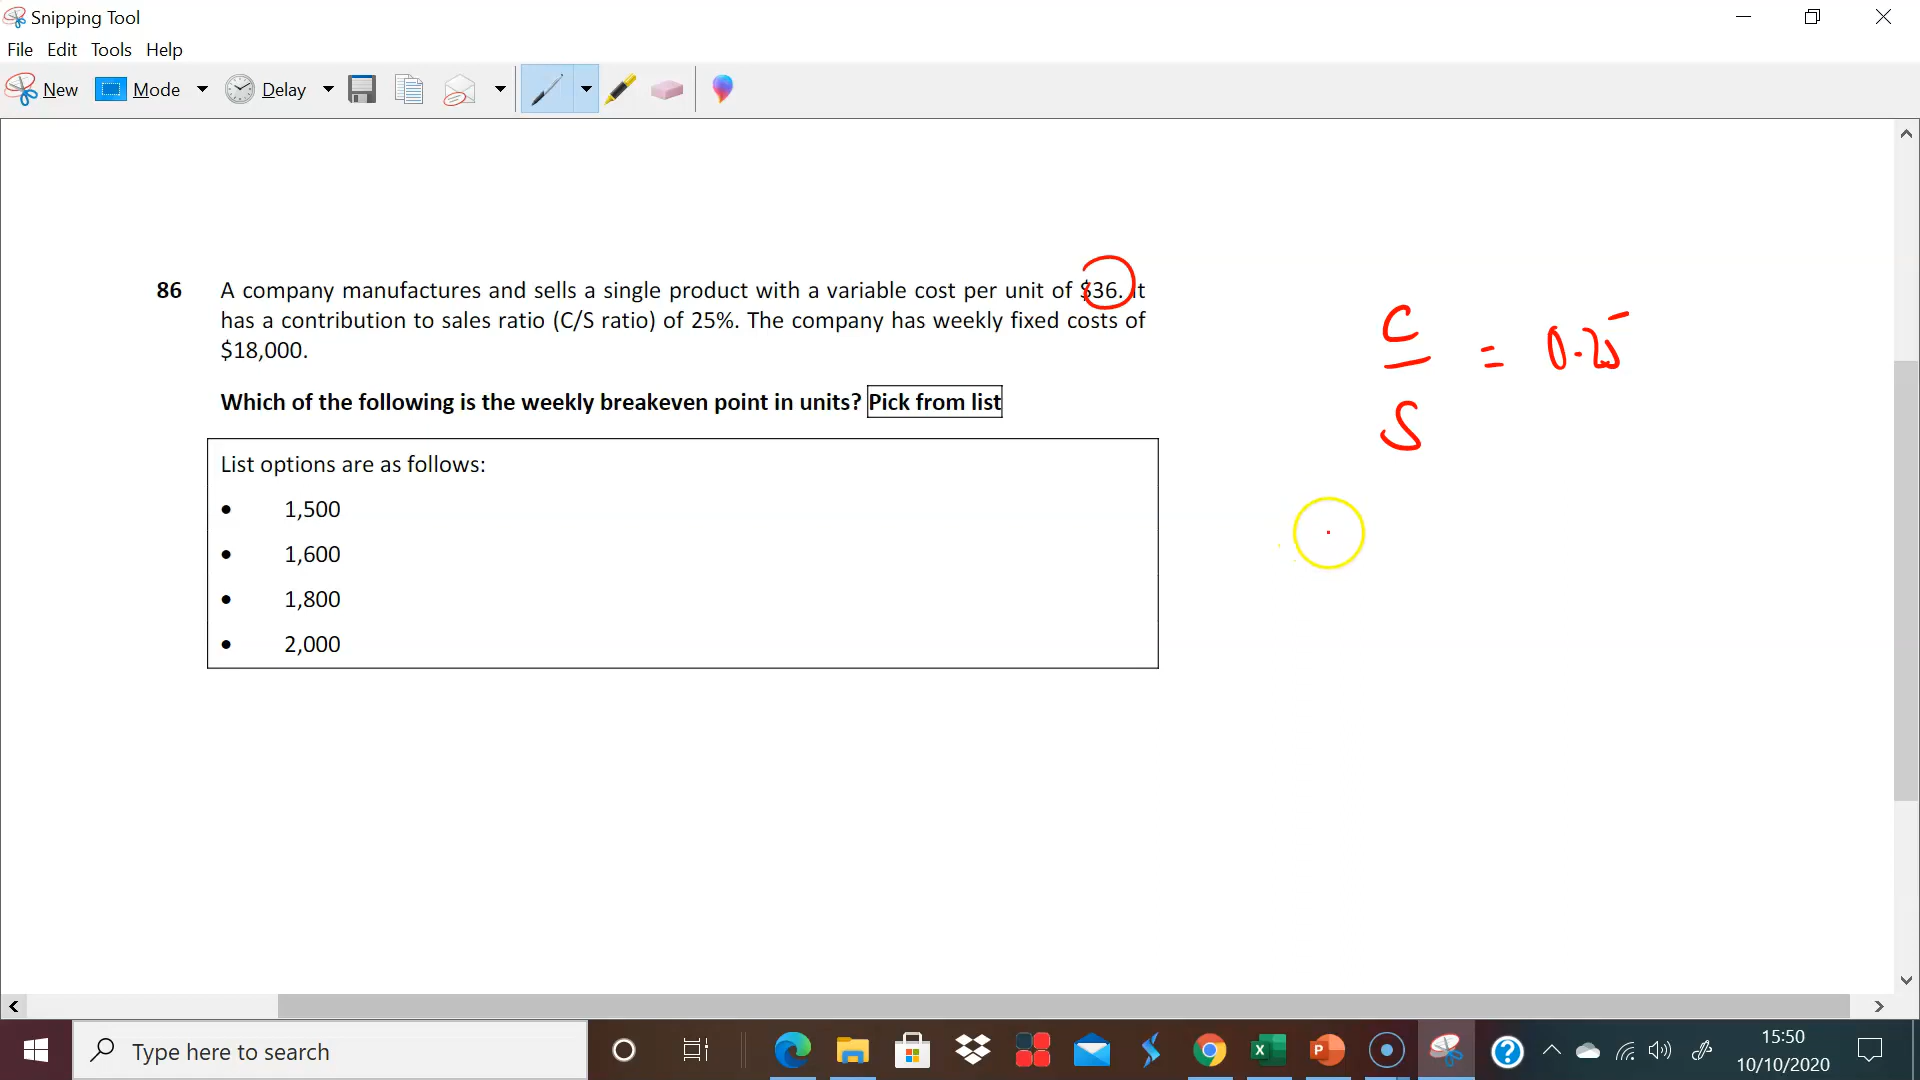 Snipping Tool
File Edit Tools Help
New Mode Delay
86 A company manufactures and sells a single product with a variable cost per unit of $36. It
has a contribution to sales ratio (C/S ratio) of 25%. The company has weekly fixed costs of
$18,000.
Which of the following is the weekly breakeven point in units? Pick from list
List options are as follows:
• 1,500
• 1,600
• 1,800
• 2,000
C
= 0.25
S
Type here to search
15:50
10/10/2020